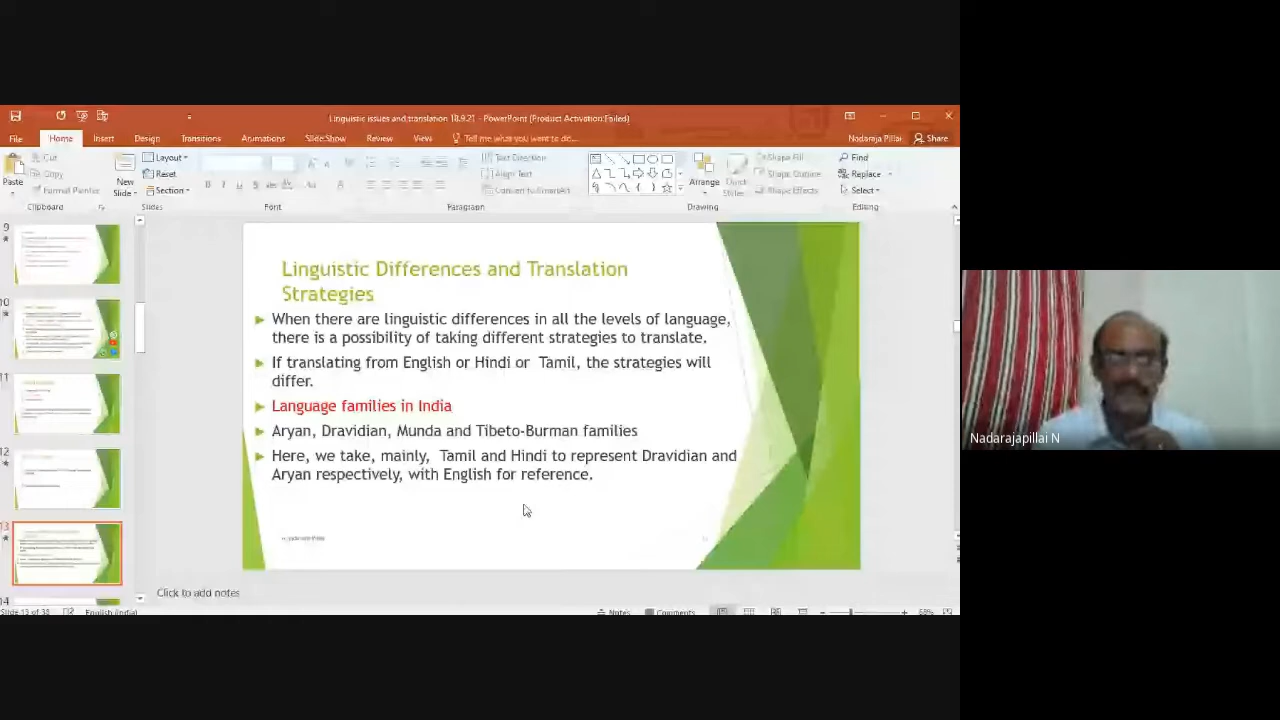 Linguistic issues and translation 18.9.21 - PowerPoint (Product Activation Failed)
File Home Insert Design Transitions Animations Slide Show Review View Tell me what you want to do... Nadaraja Pillai Share
Cut
Copy
Format Painter
Paste
New
Slide
Layout
Reset
Section
Text Direction
Align Text
Convert to SmartArt
Arrange
Quick
Styles
Shape Fill
Shape Outline
Shape Effects
Find
Replace
Select
Clipboard Slides Font Paragraph Drawing Editing
9
10
11
12
13
14
Linguistic Differences and Translation
Strategies
When there are linguistic differences in all the levels of language,
there is a possibility of taking different strategies to translate.
If translating from English or Hindi or Tamil, the strategies will
differ.
Language families in India
Aryan, Dravidian, Munda and Tibeto-Burman families
Here, we take, mainly, Tamil and Hindi to represent Dravidian and
Aryan respectively, with English for reference.
Click to add notes
Slide 13 of 38 English (India) Notes Comments 68%
Nadarajapillai N